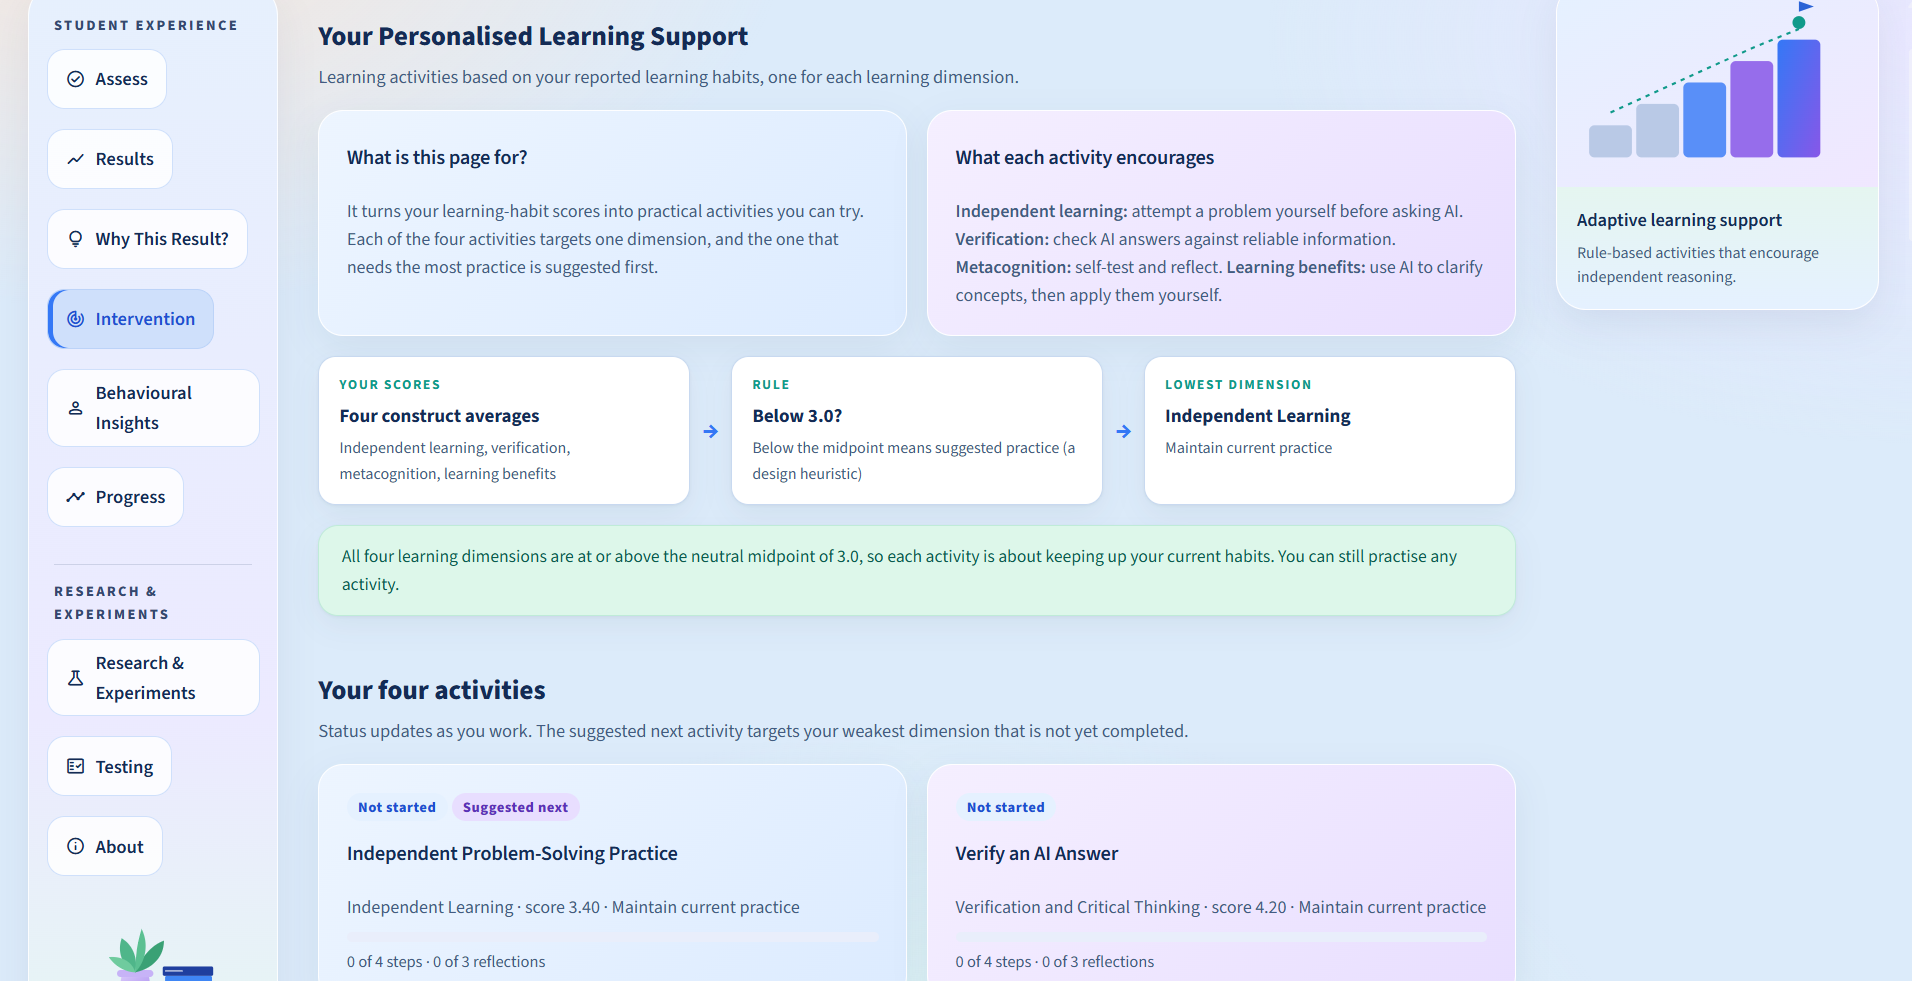 STUDENT EXPERIENCE
Assess
Results
Why This Result?
Intervention
Behavioural
Insights
Progress
RESEARCH &
EXPERIMENTS
Research &
Experiments
Testing
About
Your Personalised Learning Support
Learning activities based on your reported learning habits, one for each learning dimension.
What is this page for?
It turns your learning-habit scores into practical activities you can try.
Each of the four activities targets one dimension, and the one that
needs the most practice is suggested first.
What each activity encourages
Independent learning: attempt a problem yourself before asking AI.
Verification: check AI answers against reliable information.
Metacognition: self-test and reflect. Learning benefits: use AI to clarify
concepts, then apply them yourself.
YOUR SCORES
Four construct averages
Independent learning, verification,
metacognition, learning benefits
RULE
Below 3.0?
Below the midpoint means suggested practice (a
design heuristic)
LOWEST DIMENSION
Independent Learning
Maintain current practice
All four learning dimensions are at or above the neutral midpoint of 3.0, so each activity is about keeping up your current habits. You can still practise any
activity.
Your four activities
Status updates as you work. The suggested next activity targets your weakest dimension that is not yet completed.
Not started
Suggested next
Independent Problem-Solving Practice
Independent Learning · score 3.40 · Maintain current practice
0 of 4 steps · 0 of 3 reflections
Not started
Verify an AI Answer
Verification and Critical Thinking · score 4.20 · Maintain current practice
0 of 4 steps · 0 of 3 reflections
Adaptive learning support
Rule-based activities that encourage
independent reasoning.